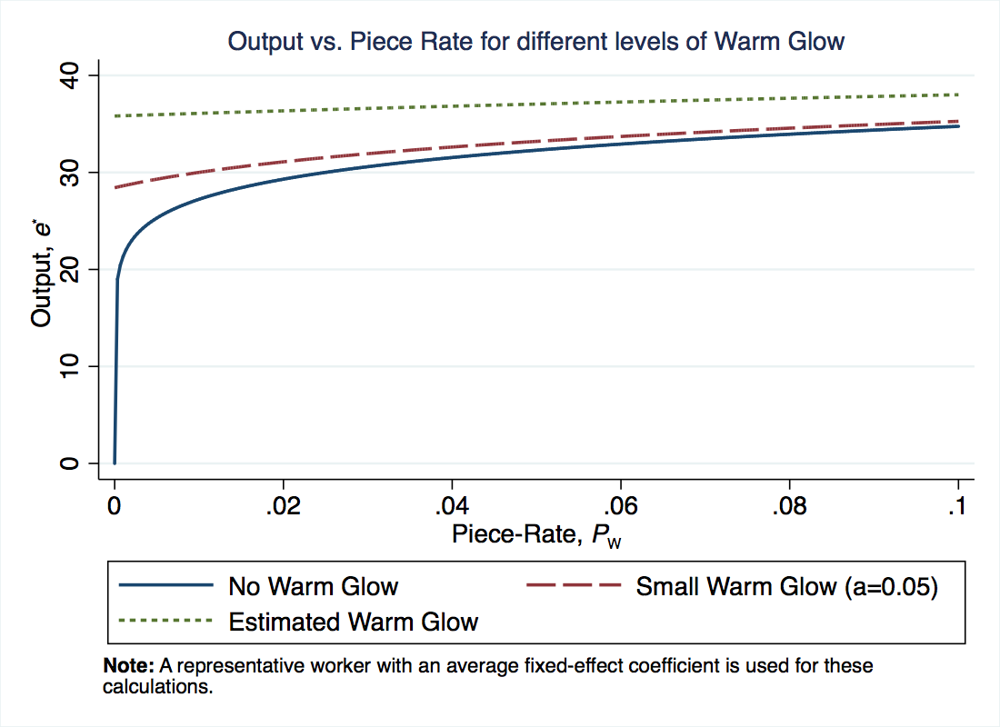 Output vs. Piece Rate for different levels of Warm Glow
Output, e*
40
30
20
10
0
0 .02 .04 .06 .08 .1
Piece-Rate, PW
No Warm Glow
Small Warm Glow (a=0.05)
Estimated Warm Glow
Note: A representative worker with an average fixed-effect coefficient is used for these
calculations.